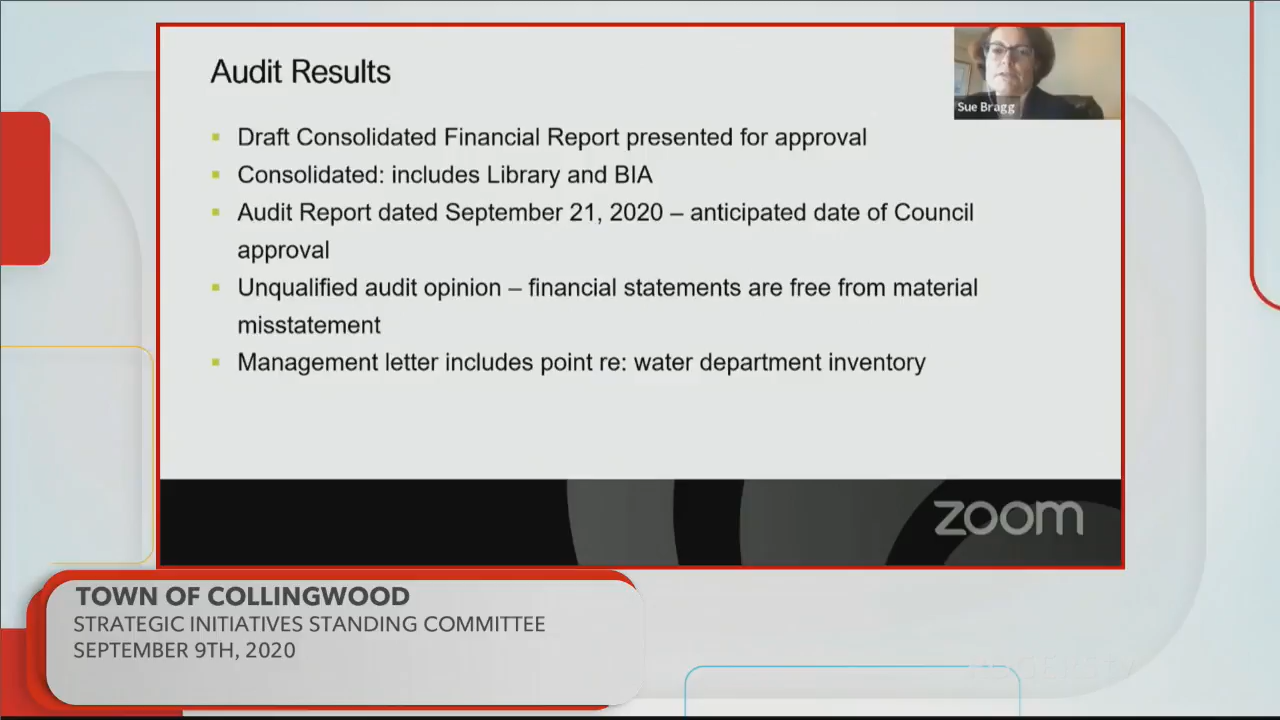 Audit Results
Sue Bragg
Draft Consolidated Financial Report presented for approval
Consolidated: includes Library and BIA
Audit Report dated September 21, 2020 – anticipated date of Council
approval
Unqualified audit opinion – financial statements are free from material
misstatement
Management letter includes point re: water department inventory
zoom
TOWN OF COLLINGWOOD
STRATEGIC INITIATIVES STANDING COMMITTEE
SEPTEMBER 9TH, 2020